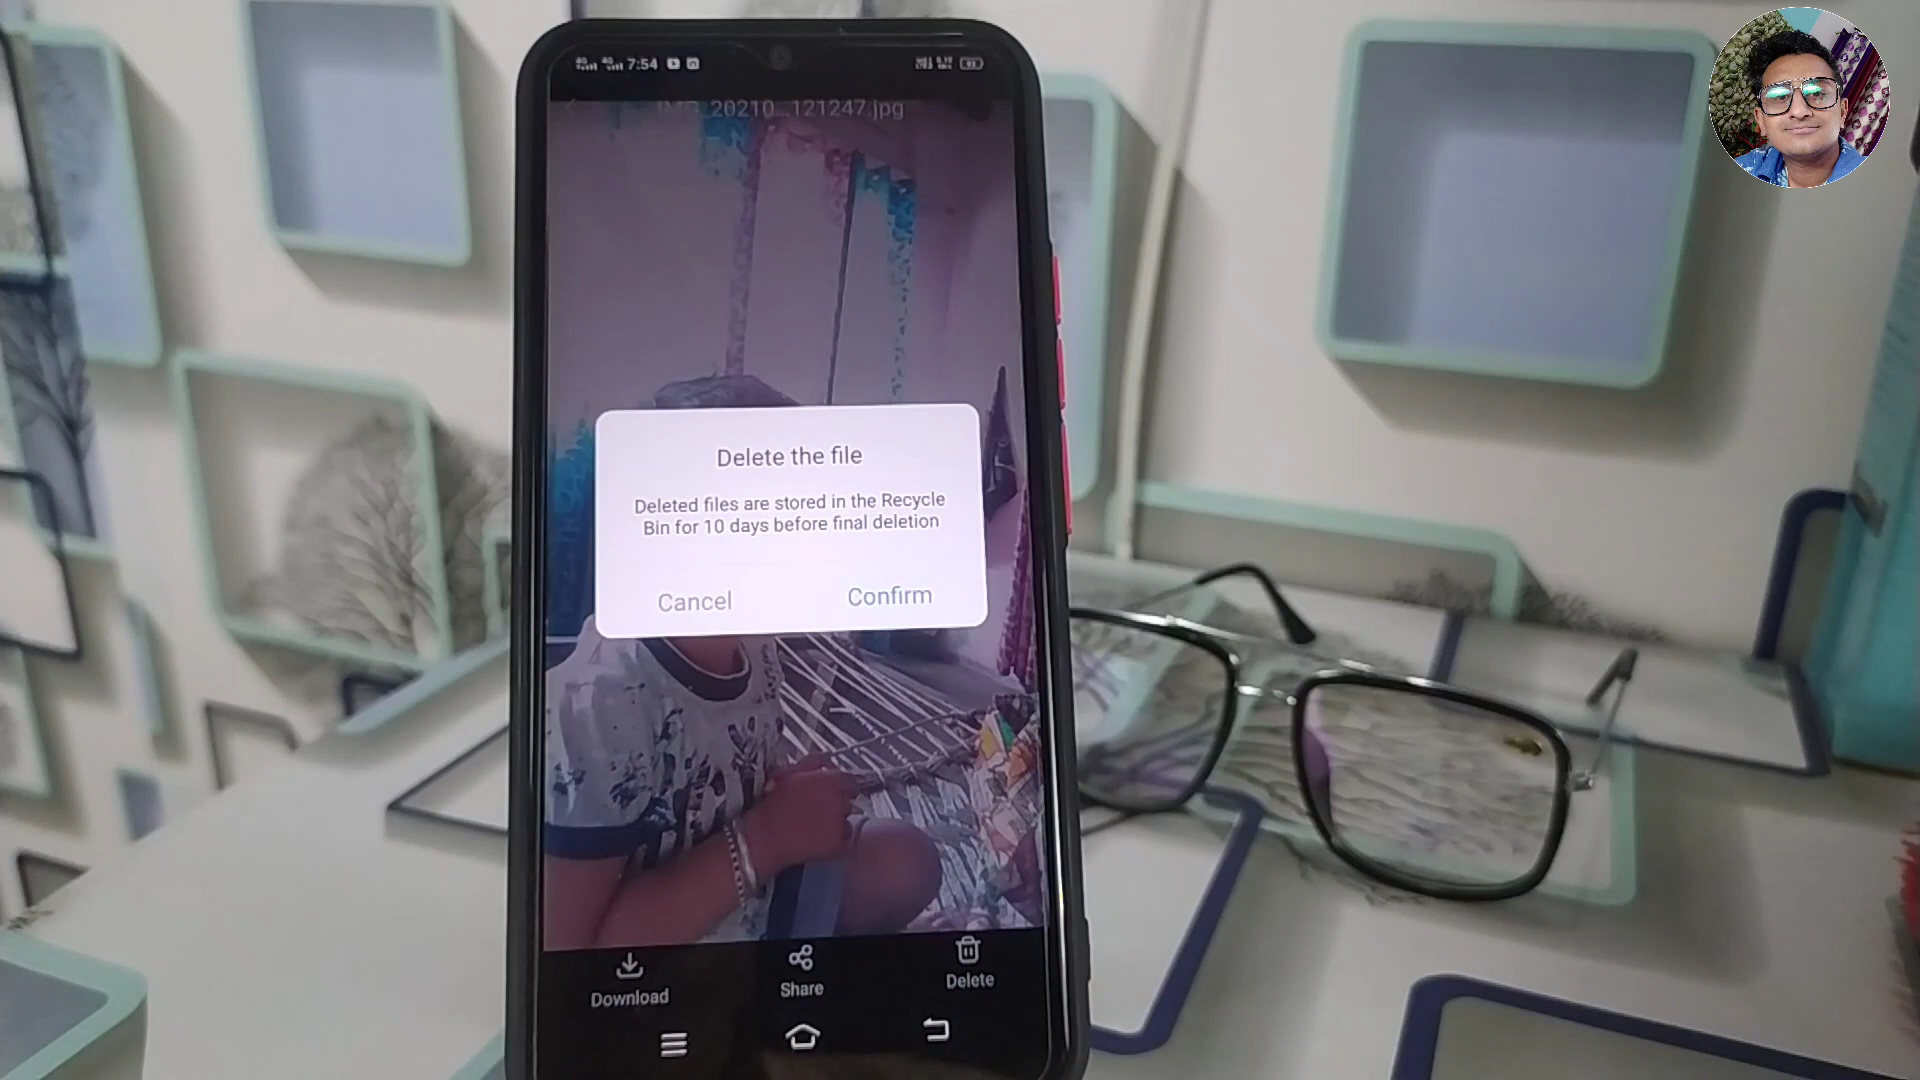 7:54
IMG_20210...121247.jpg
Delete the file
Deleted files are stored in the Recycle
Bin for 10 days before final deletion
Cancel
Confirm
Download
Share
Delete